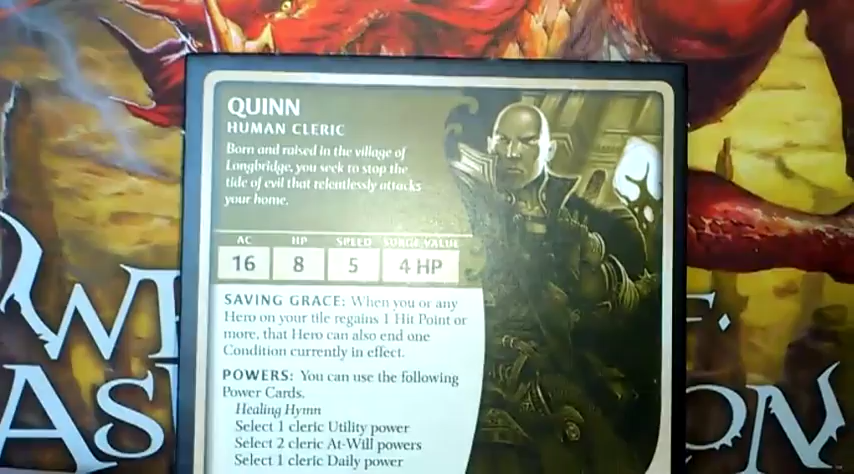 QUINN
HUMAN CLERIC
Born and raised in the village of
Longbridge, you seek to stop the
tide of evil that relentlessly attacks
your home.
AC HP SPEED SURGE VALUE
16 8 5 4 HP
SAVING GRACE: When you or any
Hero on your tile regains 1 Hit Point or
more, that Hero can also end one
Condition currently in effect.
POWERS: You can use the following
Power Cards.
Healing Hymn
Select 1 cleric Utility power
Select 2 cleric At-Will powers
Select 1 cleric Daily power